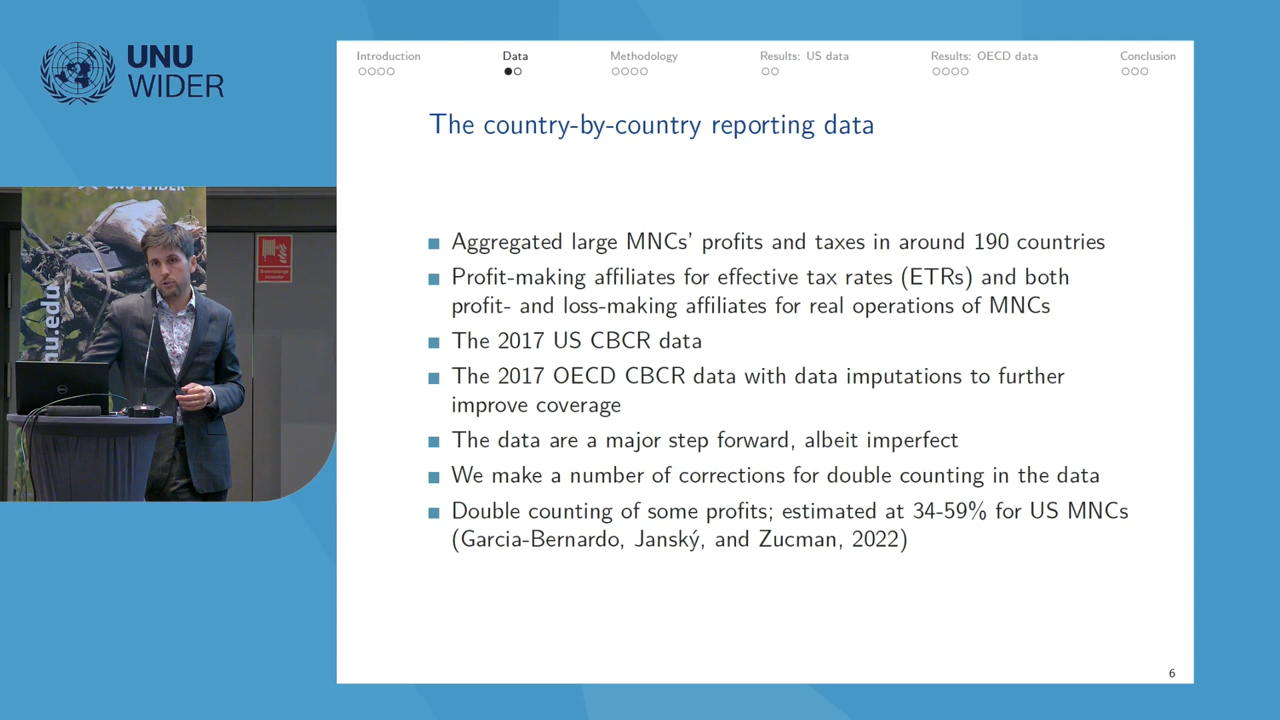 UNU
WIDER
Introduction
Data
Methodology
Results: US data
Results: OECD data
Conclusion
The country-by-country reporting data
Aggregated large MNCs' profits and taxes in around 190 countries
Profit-making affiliates for effective tax rates (ETRs) and both
profit- and loss-making affiliates for real operations of MNCs
The 2017 US CBCR data
The 2017 OECD CBCR data with data imputations to further
improve coverage
The data are a major step forward, albeit imperfect
We make a number of corrections for double counting in the data
Double counting of some profits; estimated at 34-59% for US MNCs
(Garcia-Bernardo, Janský, and Zucman, 2022)
6
UNU WIDER
nu.edu
DELL